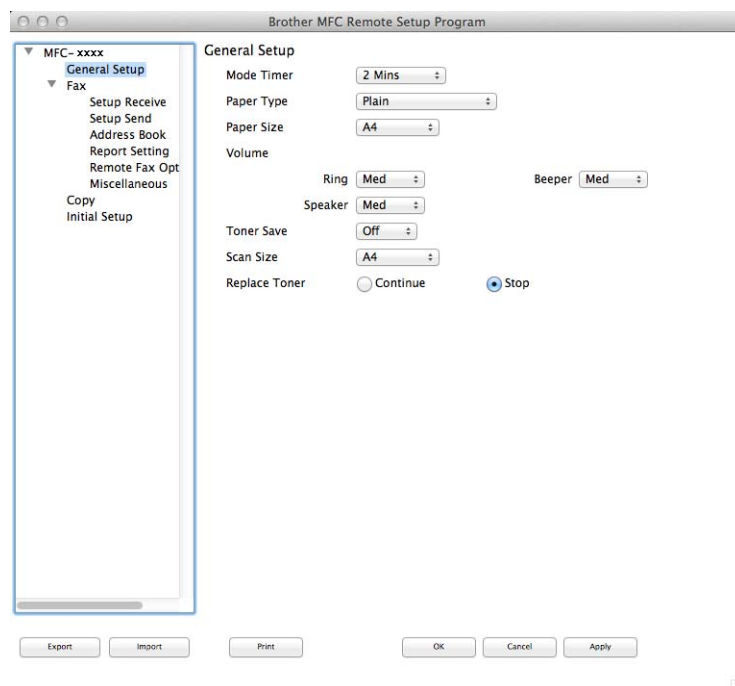 Brother MFC Remote Setup Program
MFC- xxxx
General Setup
Fax
Setup Receive
Setup Send
Address Book
Report Setting
Remote Fax Opt
Miscellaneous
Copy
Initial Setup
General Setup
Mode Timer 2 Mins
Paper Type Plain
Paper Size A4
Volume
Ring Med Beeper Med
Speaker Med
Toner Save Off
Scan Size A4
Replace Toner Continue Stop
Export Import Print OK Cancel Apply